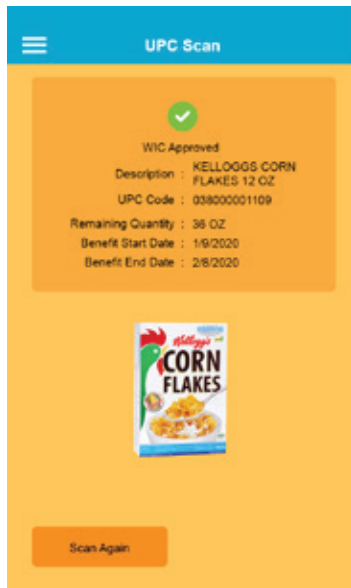 UPC Scan
WIC Approved
Description : KELLOGGS CORN
FLAKES 12 OZ
UPC Code : 038000001109
Remaining Quantity : 36 OZ
Benefit Start Date : 1/9/2020
Benefit End Date : 2/8/2020
Kellogg's
CORN
FLAKES
Scan Again